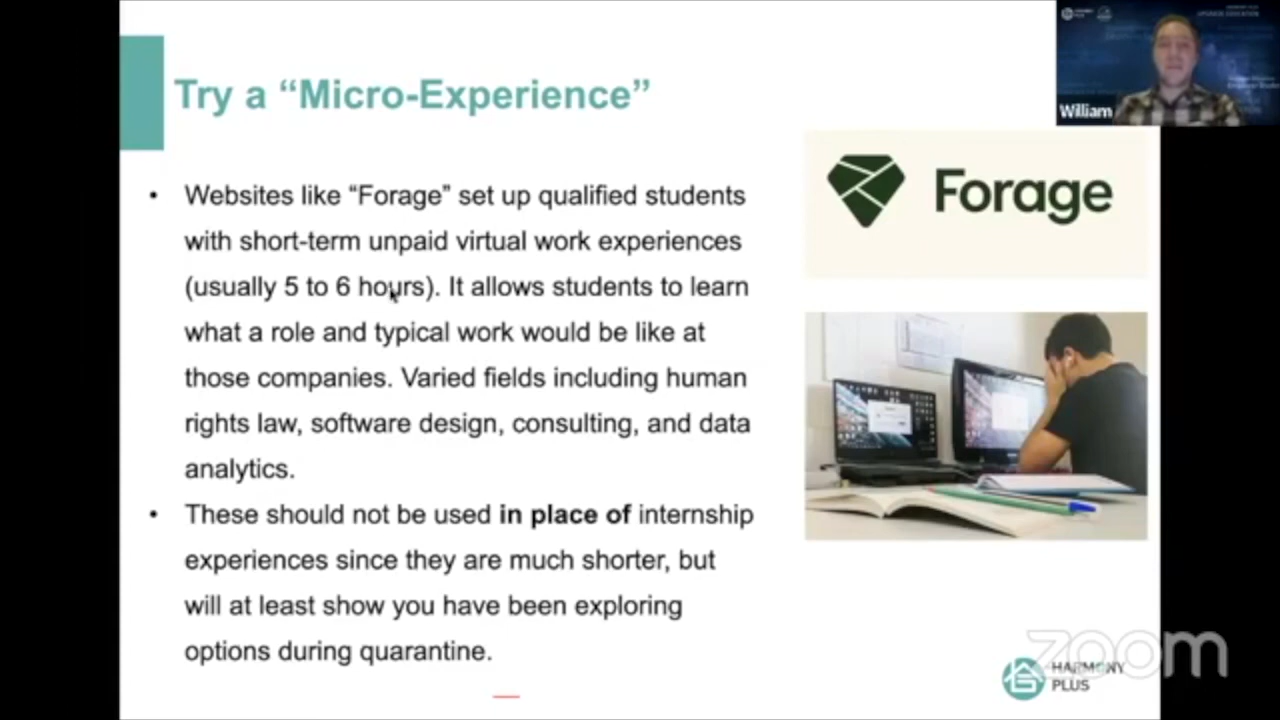 Try a “Micro-Experience”
• Websites like “Forage” set up qualified students
with short-term unpaid virtual work experiences
(usually 5 to 6 hours). It allows students to learn
what a role and typical work would be like at
those companies. Varied fields including human
rights law, software design, consulting, and data
analytics.
• These should not be used in place of internship
experiences since they are much shorter, but
will at least show you have been exploring
options during quarantine.
William
Forage
zoom
HARMONY
PLUS